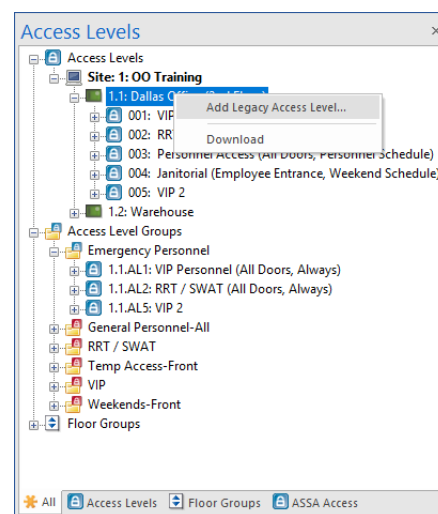 Access Levels
Access Levels
Site: 1: OO Training
1.1: Dallas
Add Legacy Access Level...
001: VIP
002: RR
Download
003: Personnel Access (All Doors, Personnel Schedule)
004: Janitorial (Employee Entrance, Weekend Schedule)
005: VIP 2
1.2: Warehouse
Access Level Groups
Emergency Personnel
1.1.AL1: VIP Personnel (All Doors, Always)
1.1.AL2: RRT / SWAT (All Doors, Always)
1.1.AL5: VIP 2
General Personnel-All
RRT / SWAT
Temp Access-Front
VIP
Weekends-Front
Floor Groups
All Access Levels Floor Groups ASSA Access